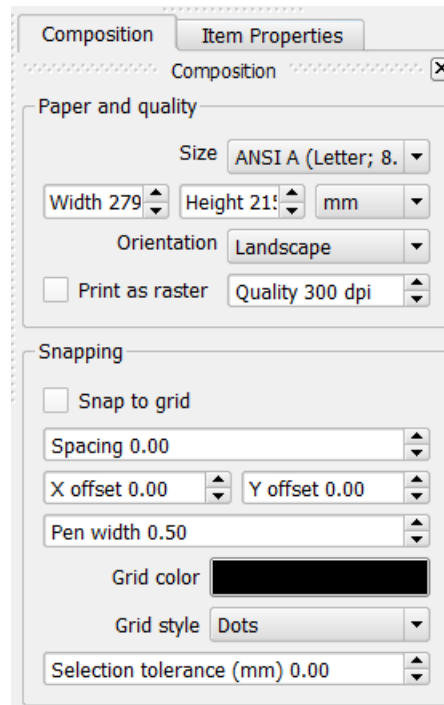 Composition Item Properties
Composition
Paper and quality
Size ANSI A (Letter; 8.
Width 279 Height 215 mm
Orientation Landscape
Print as raster Quality 300 dpi
Snapping
Snap to grid
Spacing 0.00
X offset 0.00 Y offset 0.00
Pen width 0.50
Grid color
Grid style Dots
Selection tolerance (mm) 0.00